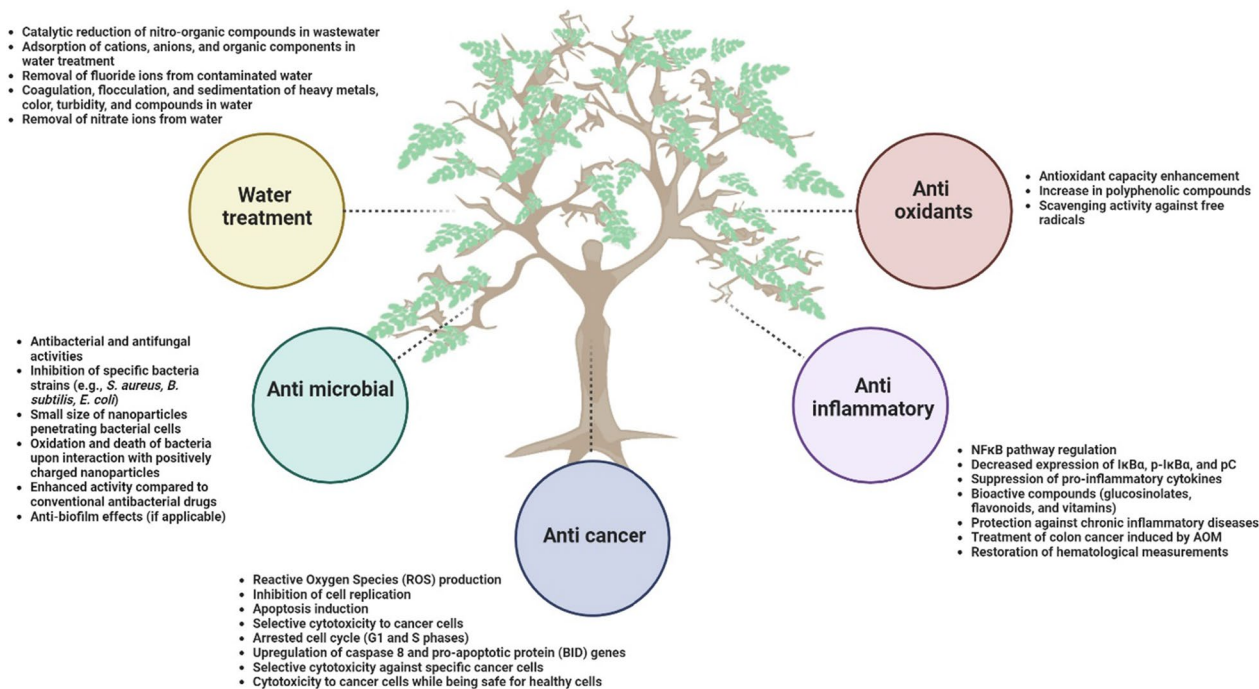 • Catalytic reduction of nitro-organic compounds in wastewater
• Adsorption of cations, anions, and organic components in
water treatment
• Removal of fluoride ions from contaminated water
• Coagulation, flocculation, and sedimentation of heavy metals,
color, turbidity, and compounds in water
• Removal of nitrate ions from water
Water
treatment
Anti
oxidants
• Antioxidant capacity enhancement
• Increase in polyphenolic compounds
• Scavenging activity against free
radicals
• Antibacterial and antifungal
activities
• Inhibition of specific bacteria
strains (e.g., S. aureus, B.
subtilis, E. coli)
• Small size of nanoparticles
penetrating bacterial cells
• Oxidation and death of bacteria
upon interaction with positively
charged nanoparticles
• Enhanced activity compared to
conventional antibacterial drugs
• Anti-biofilm effects (if applicable)
Anti microbial
Anti
inflammatory
• NFκB pathway regulation
• Decreased expression of IκBα, p-IκBα, and pC
• Suppression of pro-inflammatory cytokines
• Bioactive compounds (glucosinolates,
flavonoids, and vitamins)
• Protection against chronic inflammatory diseases
• Treatment of colon cancer induced by AOM
• Restoration of hematological measurements
Anti cancer
• Reactive Oxygen Species (ROS) production
• Inhibition of cell replication
• Apoptosis induction
• Selective cytotoxicity to cancer cells
• Arrested cell cycle (G1 and S phases)
• Upregulation of caspase 8 and pro-apoptotic protein (BID) genes
• Selective cytotoxicity against specific cancer cells
• Cytotoxicity to cancer cells while being safe for healthy cells